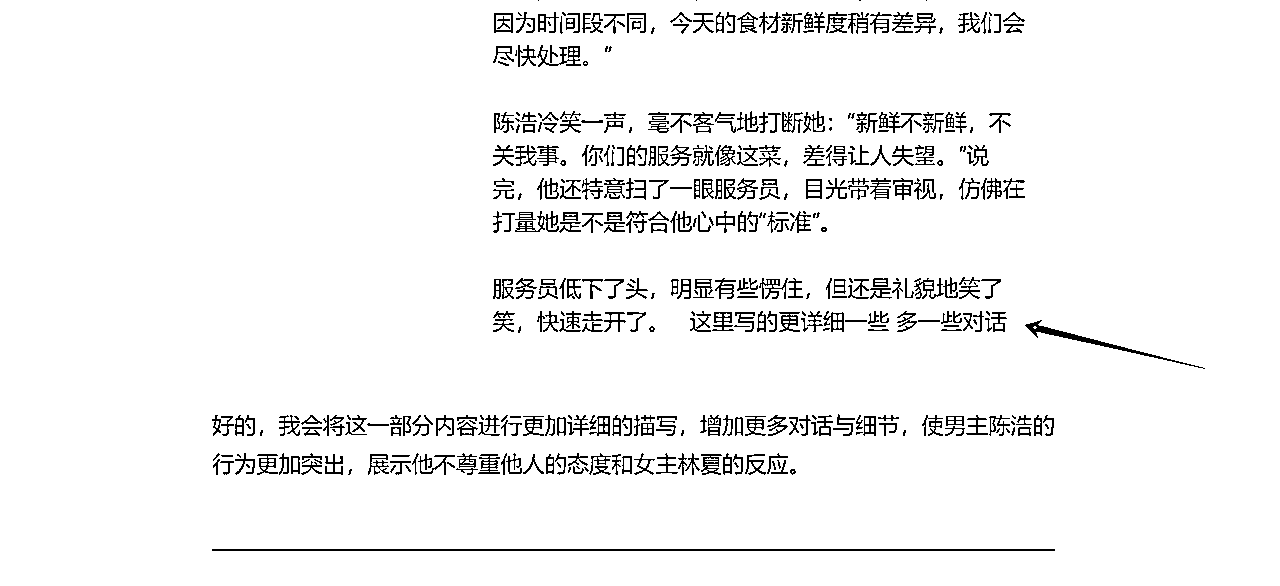 因为时间段不同，今天的食材新鲜度稍有差异，我们会
尽快处理。”
陈浩冷笑一声，毫不客气地打断她：“新鲜不新鲜，不
关我事。你们的服务就像这菜，差得让人失望。”说
完，他还特意扫了一眼服务员，目光带着审视，仿佛在
打量她是不是符合他心中的“标准”。
服务员低下了头，明显有些愣住，但还是礼貌地笑了
笑，快速走开了。 这里写的更详细一些 多一些对话
好的，我会将这一部分内容进行更加详细的描写，增加更多对话与细节，使男主陈浩的
行为更加突出，展示他不尊重他人的态度和女主林夏的反应。